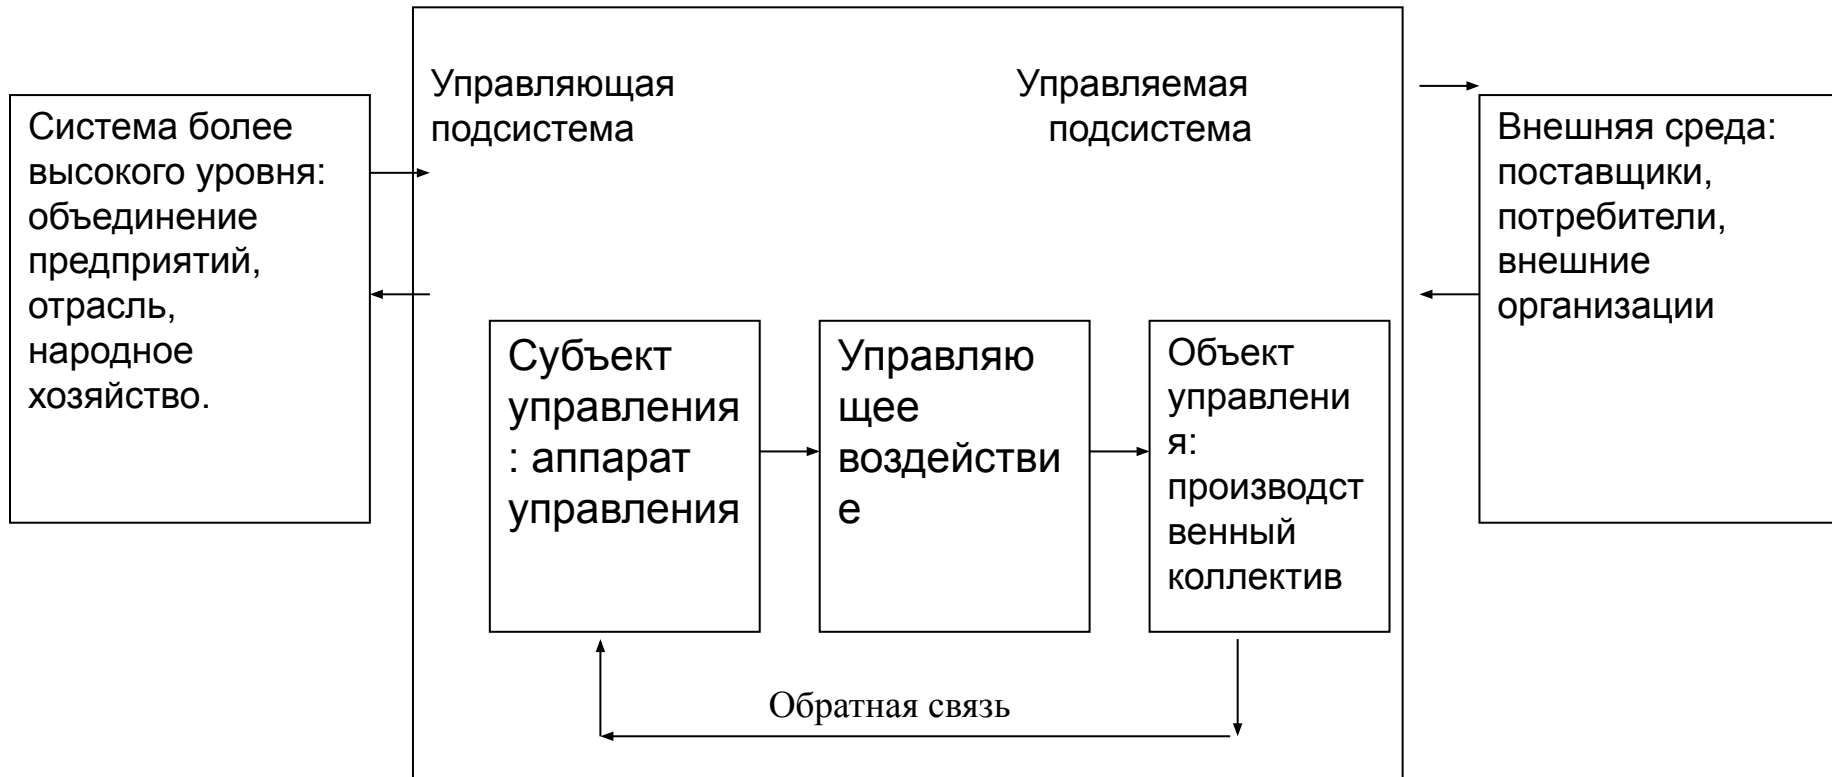 Управляющая
подсистема
Управляемая
подсистема
Система более
высокого уровня:
объединение
предприятий,
отрасль,
народное
хозяйство.
Внешняя среда:
поставщики,
потребители,
внешние
организации
Субъект
управления
: аппарат
управления
Управляю
щее
воздействи
е
Объект
управлени
я:
производст
венный
коллектив
Обратная связь